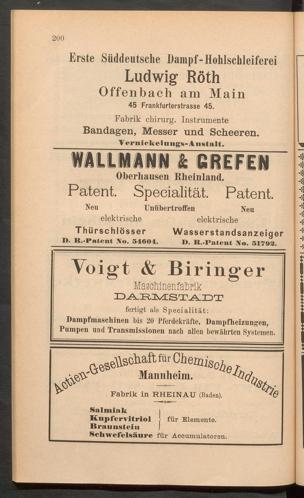 200
Erste Süddeutsche Dampf-Hohlschleiferei
Ludwig Röth
Offenbach am Main
45 Frankfurterstrasse 45.
Fabrik chirurg. Instrumente
Bandagen, Messer und Scheeren.
Vernickelungs-Anstalt.
WALLMANN & GREFEN
Oberhausen Rheinland.
Patent. Specialität. Patent.
Neu Unübertroffen Neu
elektrische elektrische
Thürschlösser Wasserstandsanzeiger
D. R.-Patent No. 54604. D. R.-Patent No. 51792.
Voigt & Biringer
Maschinenfabrik
DARMSTADT
fertigt als Specialität:
Dampfmaschinen bis 20 Pferdekräfte, Dampfheizungen,
Pumpen und Transmissionen nach allen bewährten Systemen.
Actien-Gesellschaft für Chemische Industrie
Mannheim.
Fabrik in RHEINAU (Baden).
Salmiak
Kupfervitriol für Elemente.
Braunstein
Schwefelsäure für Accumulatoren.